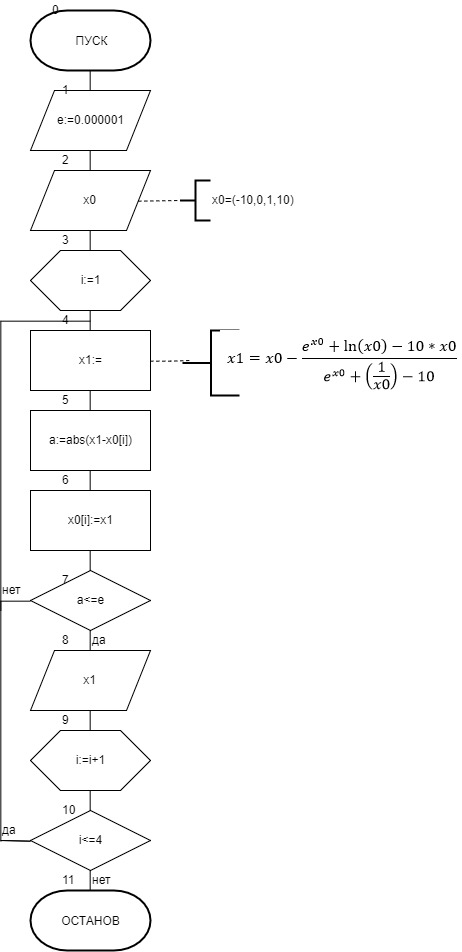 0
ПУСК
1
e:=0.000001
2
x0
x0=(-10,0,1,10)
3
i:=1
4
x1:=
x1 = x0 − (e^x0 + ln(x0) − 10 * x0) / (e^x0 + (1/x0) − 10)
5
a:=abs(x1-x0[i])
6
x0[i]:=x1
7
нет
a<=e
8
да
x1
9
i:=i+1
10
да
i<=4
11
нет
ОСТАНОВ